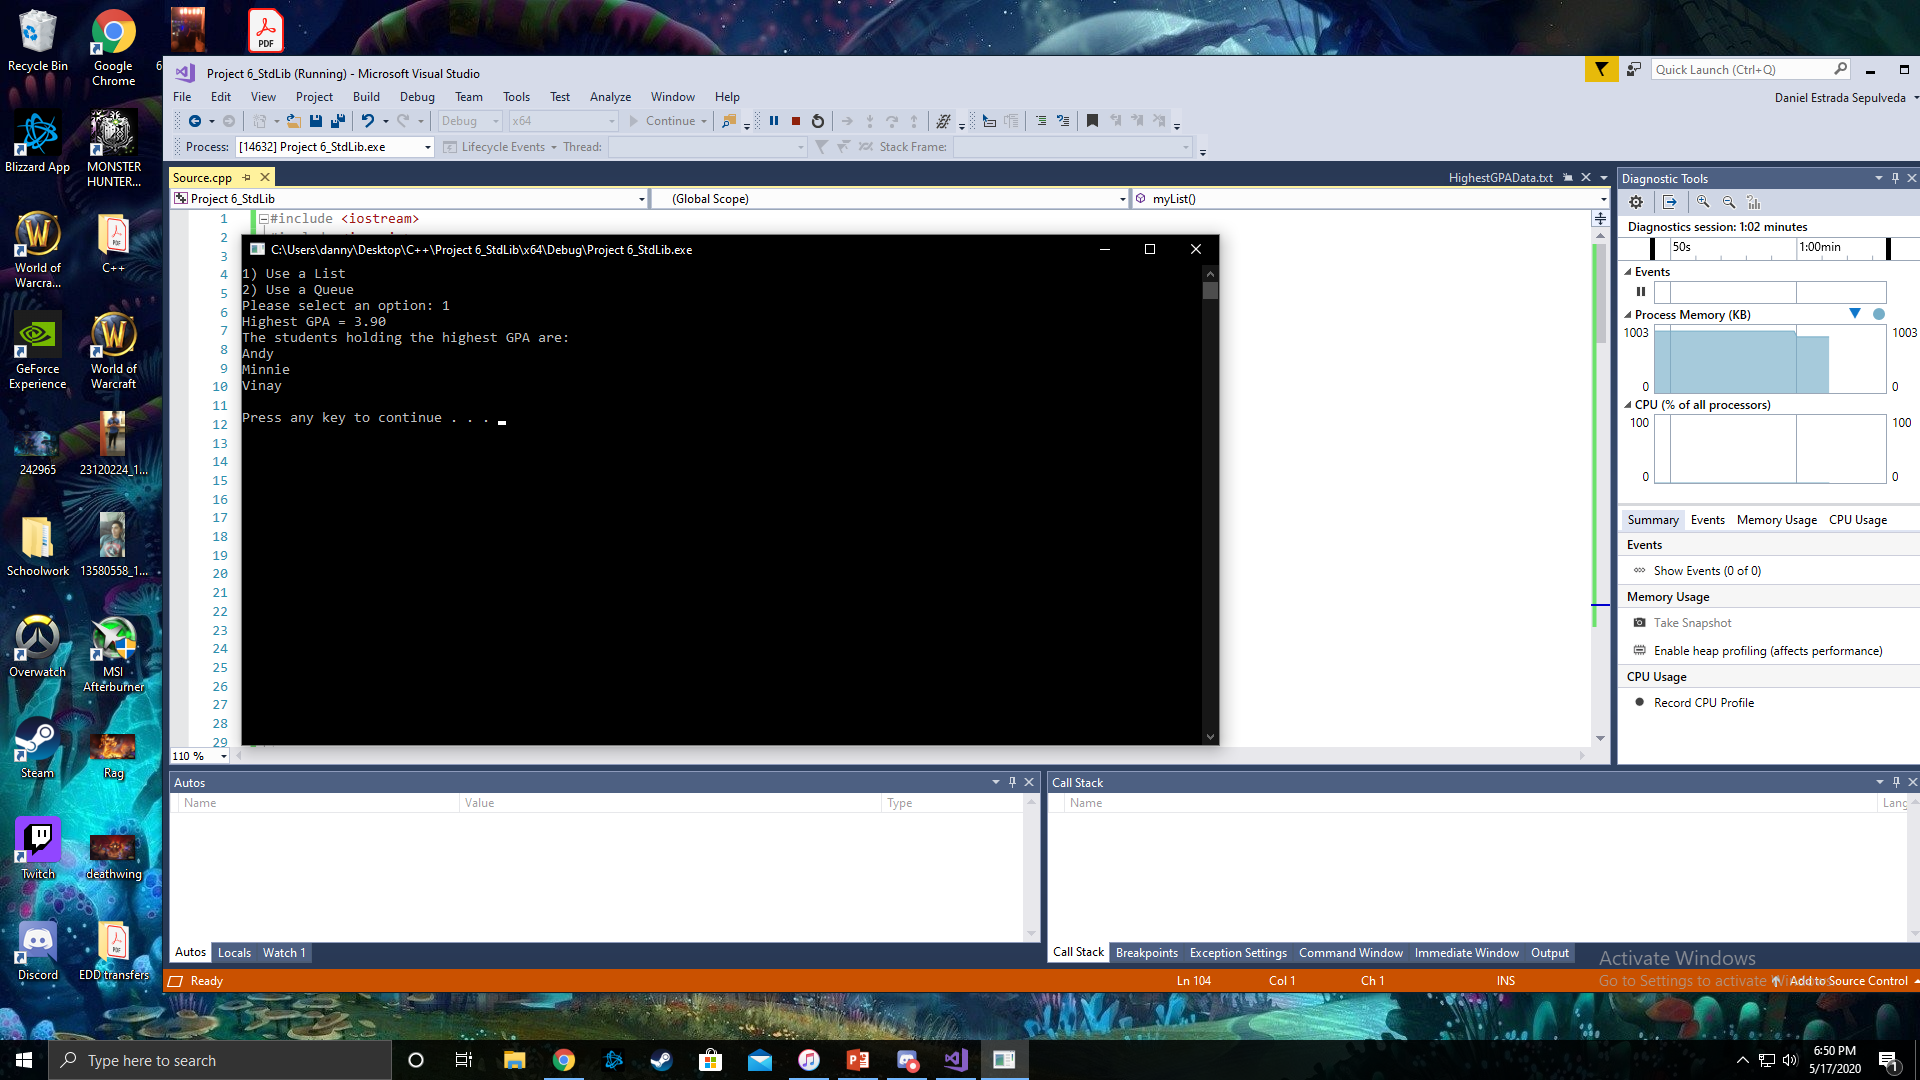 Recycle Bin
Google Chrome
6
PDF
Blizzard App
MONSTER HUNTER...
World of Warcra...
C++
GeForce Experience
World of Warcraft
242965
23120224_1...
Schoolwork
13580558_1...
Overwatch
MSI Afterburner
Steam
Rag
Twitch
deathwing
Discord
EDD transfers
Project 6_StdLib (Running) - Microsoft Visual Studio
Quick Launch (Ctrl+Q)
File Edit View Project Build Debug Team Tools Test Analyze Window Help
Daniel Estrada Sepulveda
Debug x64 Continue
Process: [14632] Project 6_StdLib.exe Lifecycle Events Thread: Stack Frame:
Source.cpp HighestGPAData.txt
Project 6_StdLib (Global Scope) myList()
1 #include <iostream>
2
3
4
5
6
7
8
9
10
11
12
13
14
15
16
17
18
19
20
21
22
23
24
25
26
27
28
29
110 %
C:\Users\danny\Desktop\C++\Project 6_StdLib\x64\Debug\Project 6_StdLib.exe
1) Use a List
2) Use a Queue
Please select an option: 1
Highest GPA = 3.90
The students holding the highest GPA are:
Andy
Minnie
Vinay
Press any key to continue . . .
Diagnostic Tools
Diagnostics session: 1:02 minutes
50s 1:00min
Events
Process Memory (KB)
1003 1003
0 0
CPU (% of all processors)
100 100
0 0
Summary Events Memory Usage CPU Usage
Events
Show Events (0 of 0)
Memory Usage
Take Snapshot
Enable heap profiling (affects performance)
CPU Usage
Record CPU Profile
Autos
Name Value Type
Autos Locals Watch 1
Call Stack
Name Lang
Call Stack Breakpoints Exception Settings Command Window Immediate Window Output
Activate Windows
Go to Settings to activate Windows.
Ready Ln 104 Col 1 Ch 1 INS Add to Source Control
Type here to search
6:50 PM
5/17/2020
1